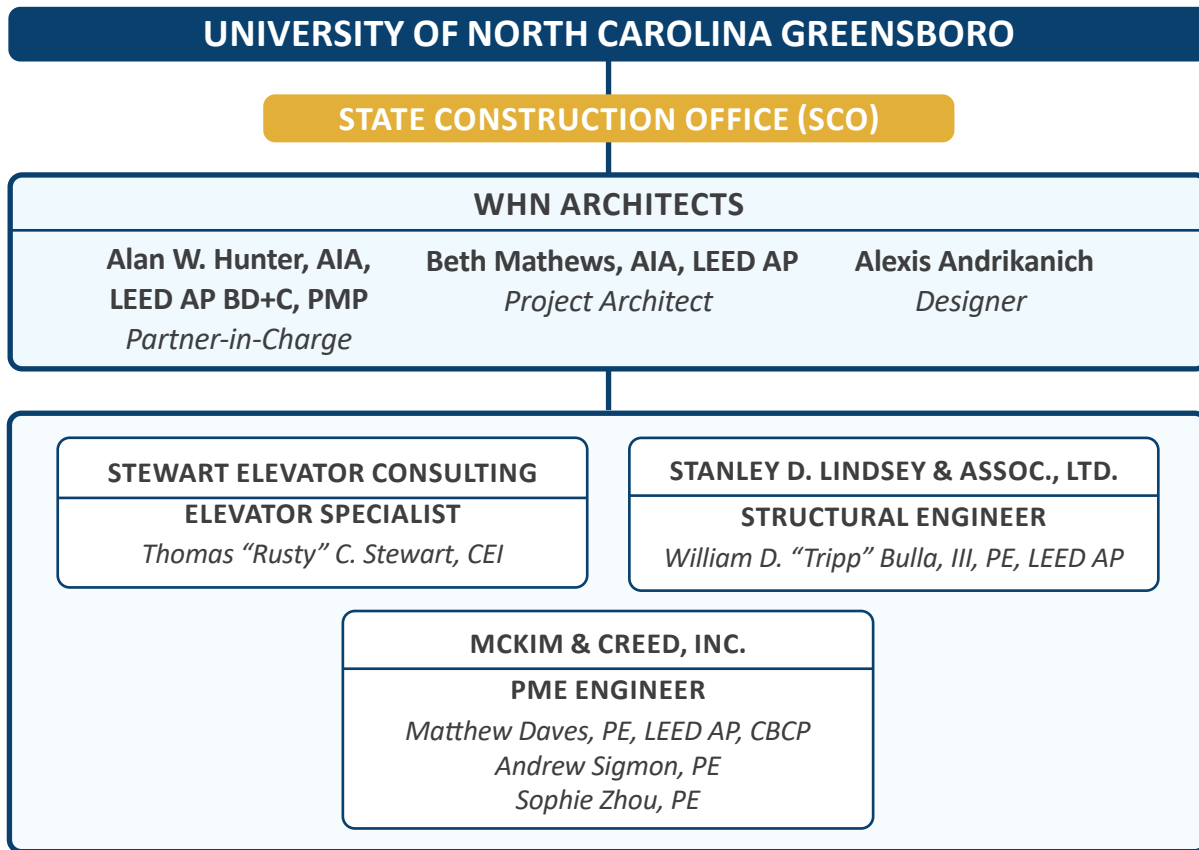 UNIVERSITY OF NORTH CAROLINA GREENSBORO
STATE CONSTRUCTION OFFICE (SCO)
WHN ARCHITECTS
Alan W. Hunter, AIA,
LEED AP BD+C, PMP
Partner-in-Charge
Beth Mathews, AIA, LEED AP
Project Architect
Alexis Andrikanich
Designer
STEWART ELEVATOR CONSULTING
ELEVATOR SPECIALIST
Thomas “Rusty” C. Stewart, CEI
STANLEY D. LINDSEY & ASSOC., LTD.
STRUCTURAL ENGINEER
William D. “Tripp” Bulla, III, PE, LEED AP
MCKIM & CREED, INC.
PME ENGINEER
Matthew Daves, PE, LEED AP, CBCP
Andrew Sigmon, PE
Sophie Zhou, PE